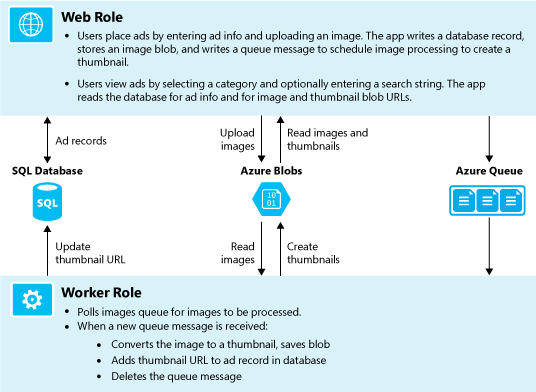 Web Role
• Users place ads by entering ad info and uploading an image. The app writes a database record,
stores an image blob, and writes a queue message to schedule image processing to create a
thumbnail.
• Users view ads by selecting a category and optionally entering a search string. The app
reads the database for ad info and for image and thumbnail blob URLs.
Ad records
Upload
images
Read images and
thumbnails
SQL Database
Azure Blobs
Azure Queue
SQL
10
01
Update
thumbnail URL
Read
images
Create
thumbnails
Worker Role
• Polls images queue for images to be processed.
• When a new queue message is received:
• Converts the image to a thumbnail, saves blob
• Adds thumbnail URL to ad record in database
• Deletes the queue message